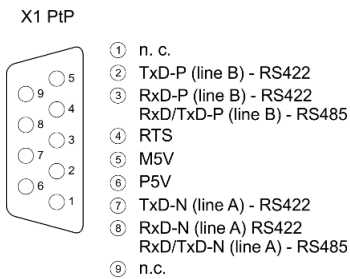 X1 PtP
5
9
4
8
3
7
2
6
1
1 n. c.
2 TxD-P (line B) - RS422
3 RxD-P (line B) - RS422
RxD/TxD-P (line B) - RS485
4 RTS
5 M5V
6 P5V
7 TxD-N (line A) - RS422
8 RxD-N (line A) RS422
RxD/TxD-N (line A) - RS485
9 n.c.